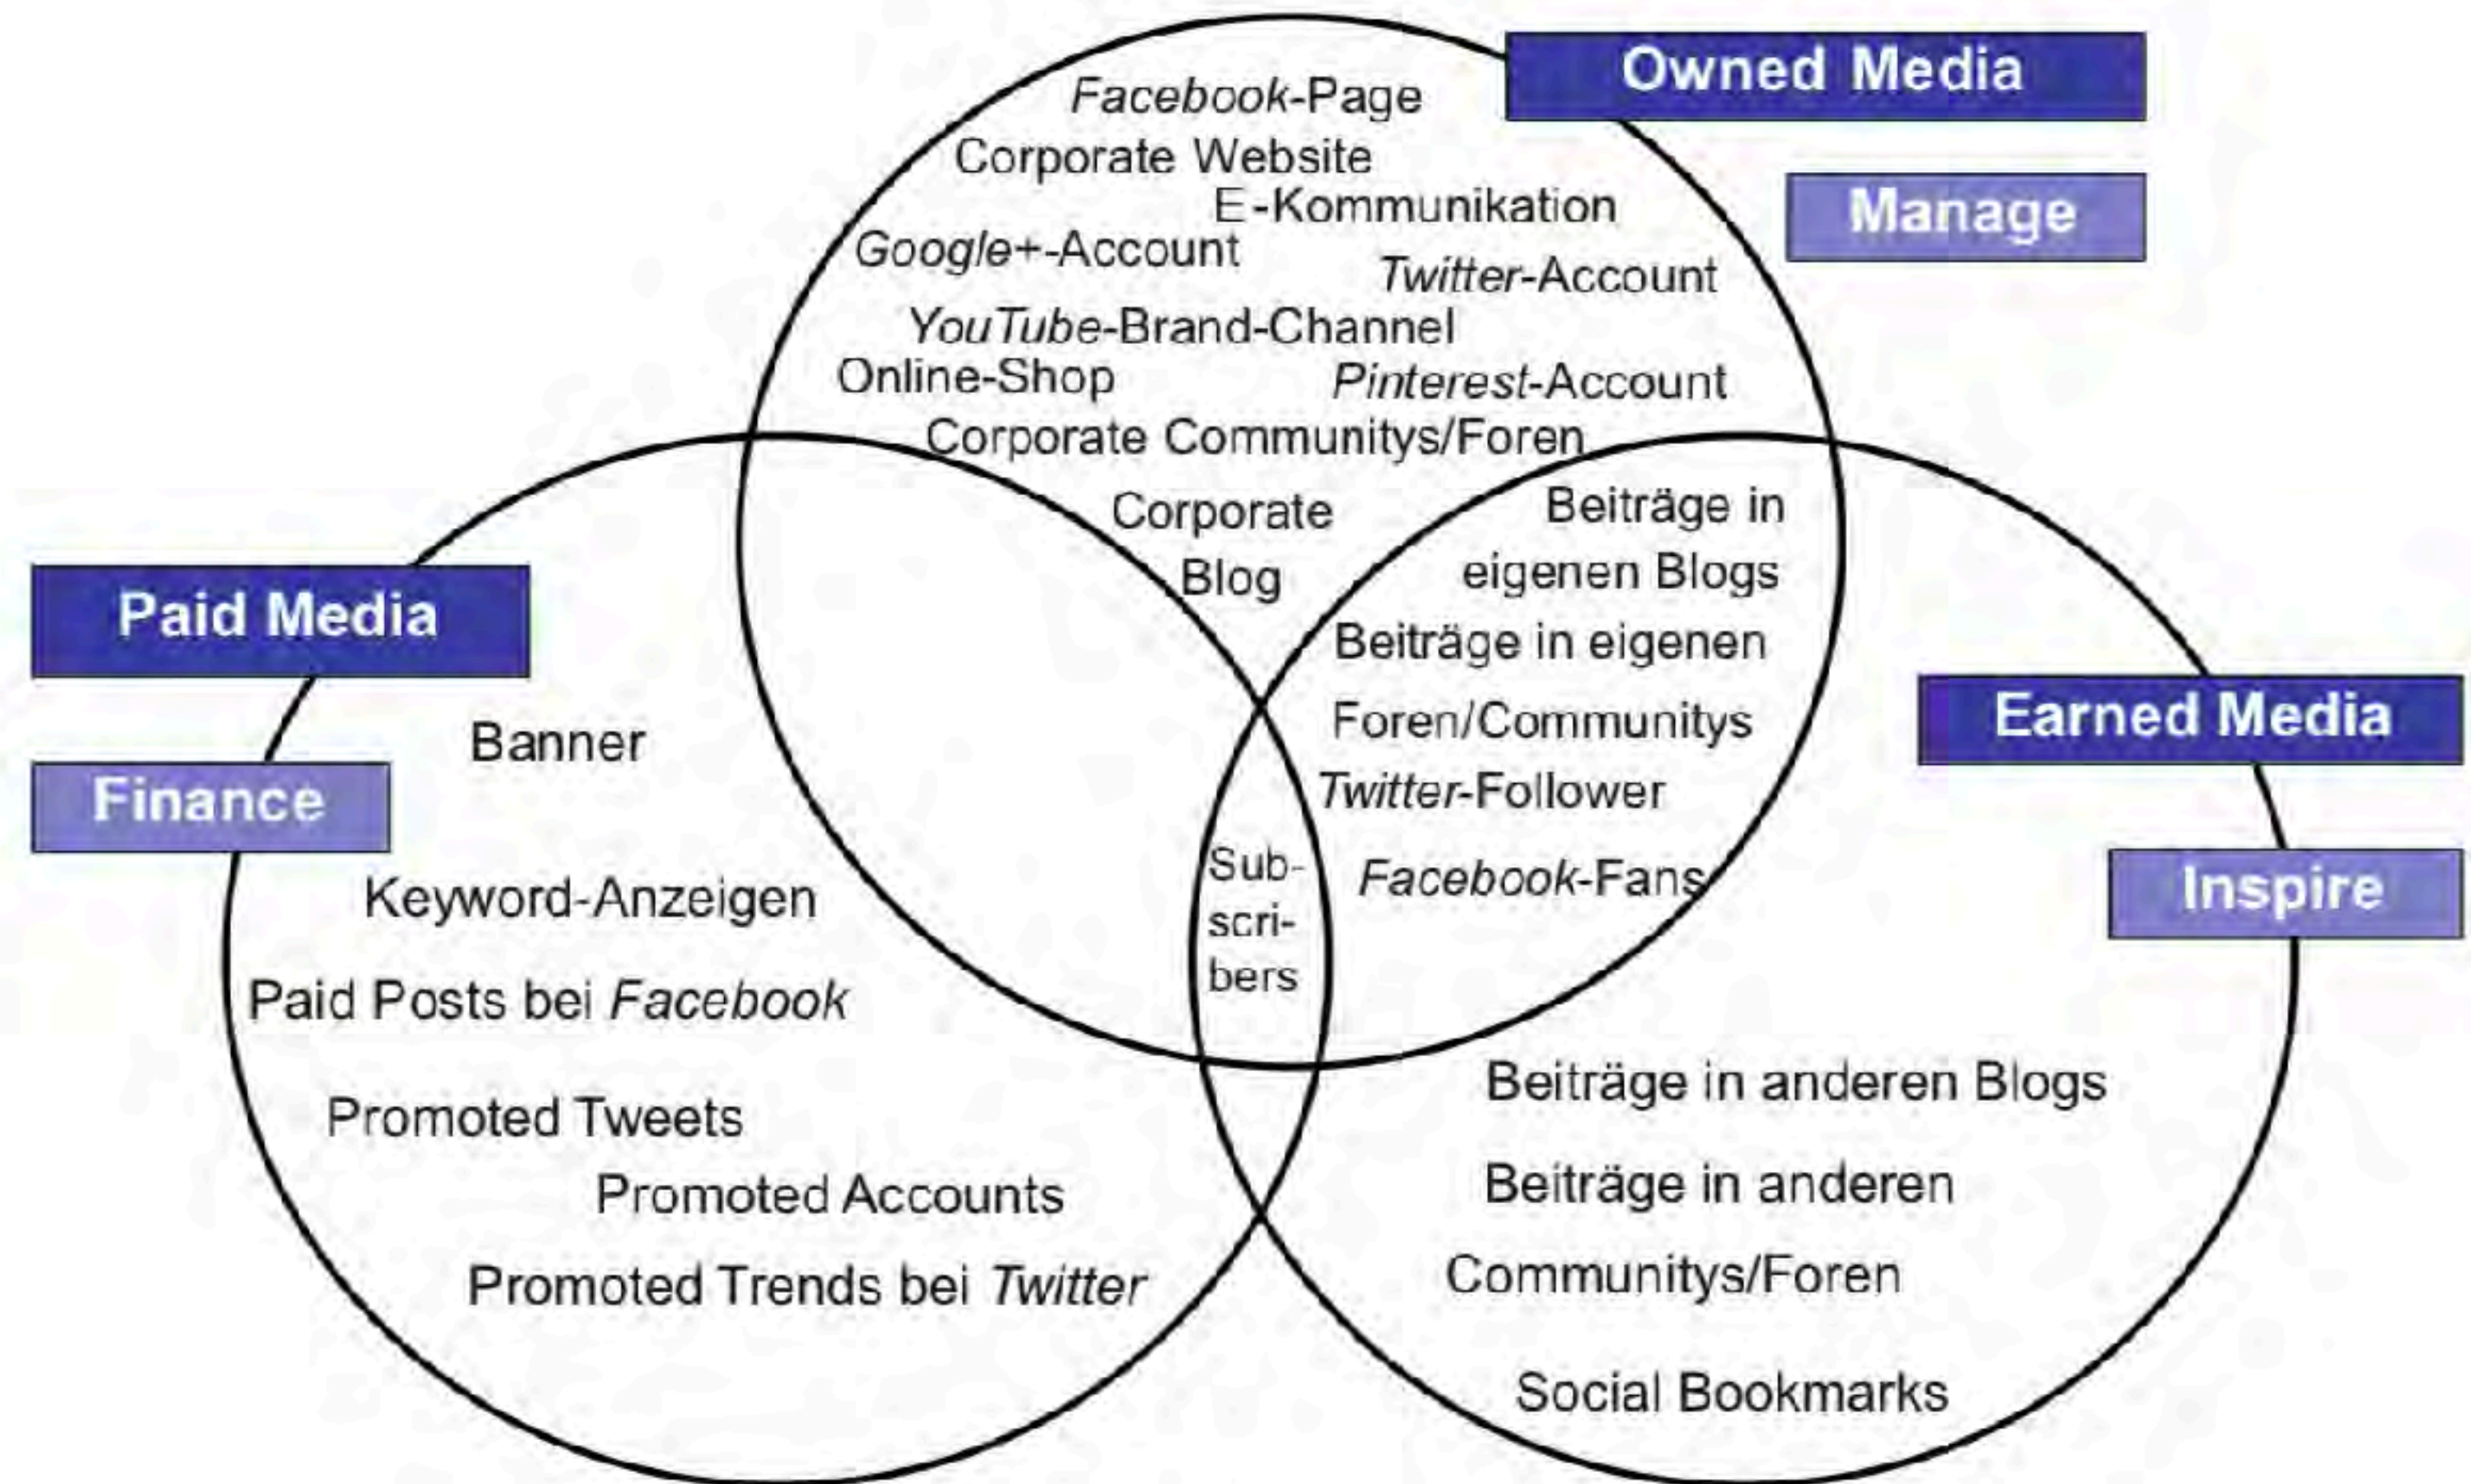 Owned Media
Manage
Facebook-Page
Corporate Website
E-Kommunikation
Google+-Account
Twitter-Account
YouTube-Brand-Channel
Online-Shop
Pinterest-Account
Corporate Communitys/Foren
Corporate
Blog
Beiträge in
eigenen Blogs
Beiträge in eigenen
Foren/Communitys
Twitter-Follower
Facebook-Fans
Sub-
scri-
bers
Paid Media
Finance
Banner
Keyword-Anzeigen
Paid Posts bei Facebook
Promoted Tweets
Promoted Accounts
Promoted Trends bei Twitter
Earned Media
Inspire
Beiträge in anderen Blogs
Beiträge in anderen
Communitys/Foren
Social Bookmarks